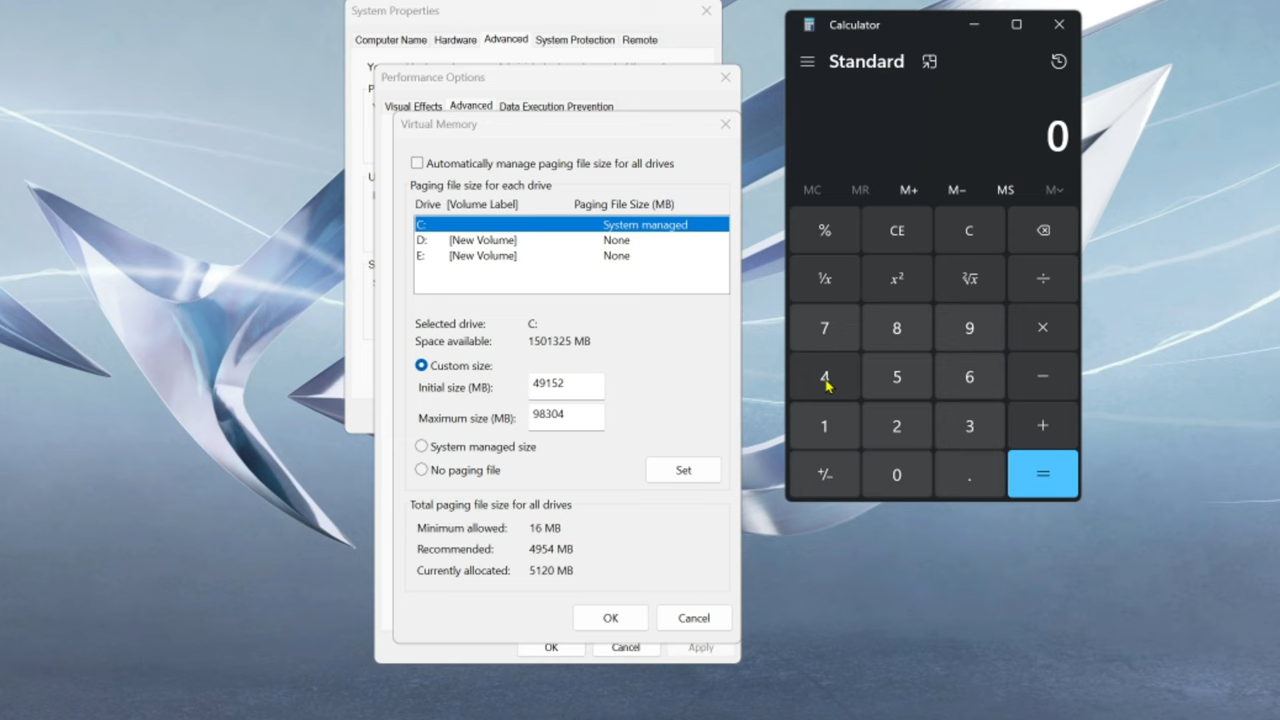 System Properties
Computer Name Hardware Advanced System Protection Remote
Performance Options
Visual Effects Advanced Data Execution Prevention
Virtual Memory
Automatically manage paging file size for all drives
Paging file size for each drive
Drive [Volume Label] Paging File Size (MB)
C: System managed
D: [New Volume] None
E: [New Volume] None
Selected drive: C:
Space available: 1501325 MB
Custom size:
Initial size (MB): 49152
Maximum size (MB): 98304
System managed size
No paging file Set
Total paging file size for all drives
Minimum allowed: 16 MB
Recommended: 4954 MB
Currently allocated: 5120 MB
OK Cancel
OK Cancel Apply
Calculator
Standard
0
MC MR M+ M− MS M˅
% CE C
¹/x x² ²√x ÷
7 8 9 ×
4 5 6 −
1 2 3 +
+/− 0 . =